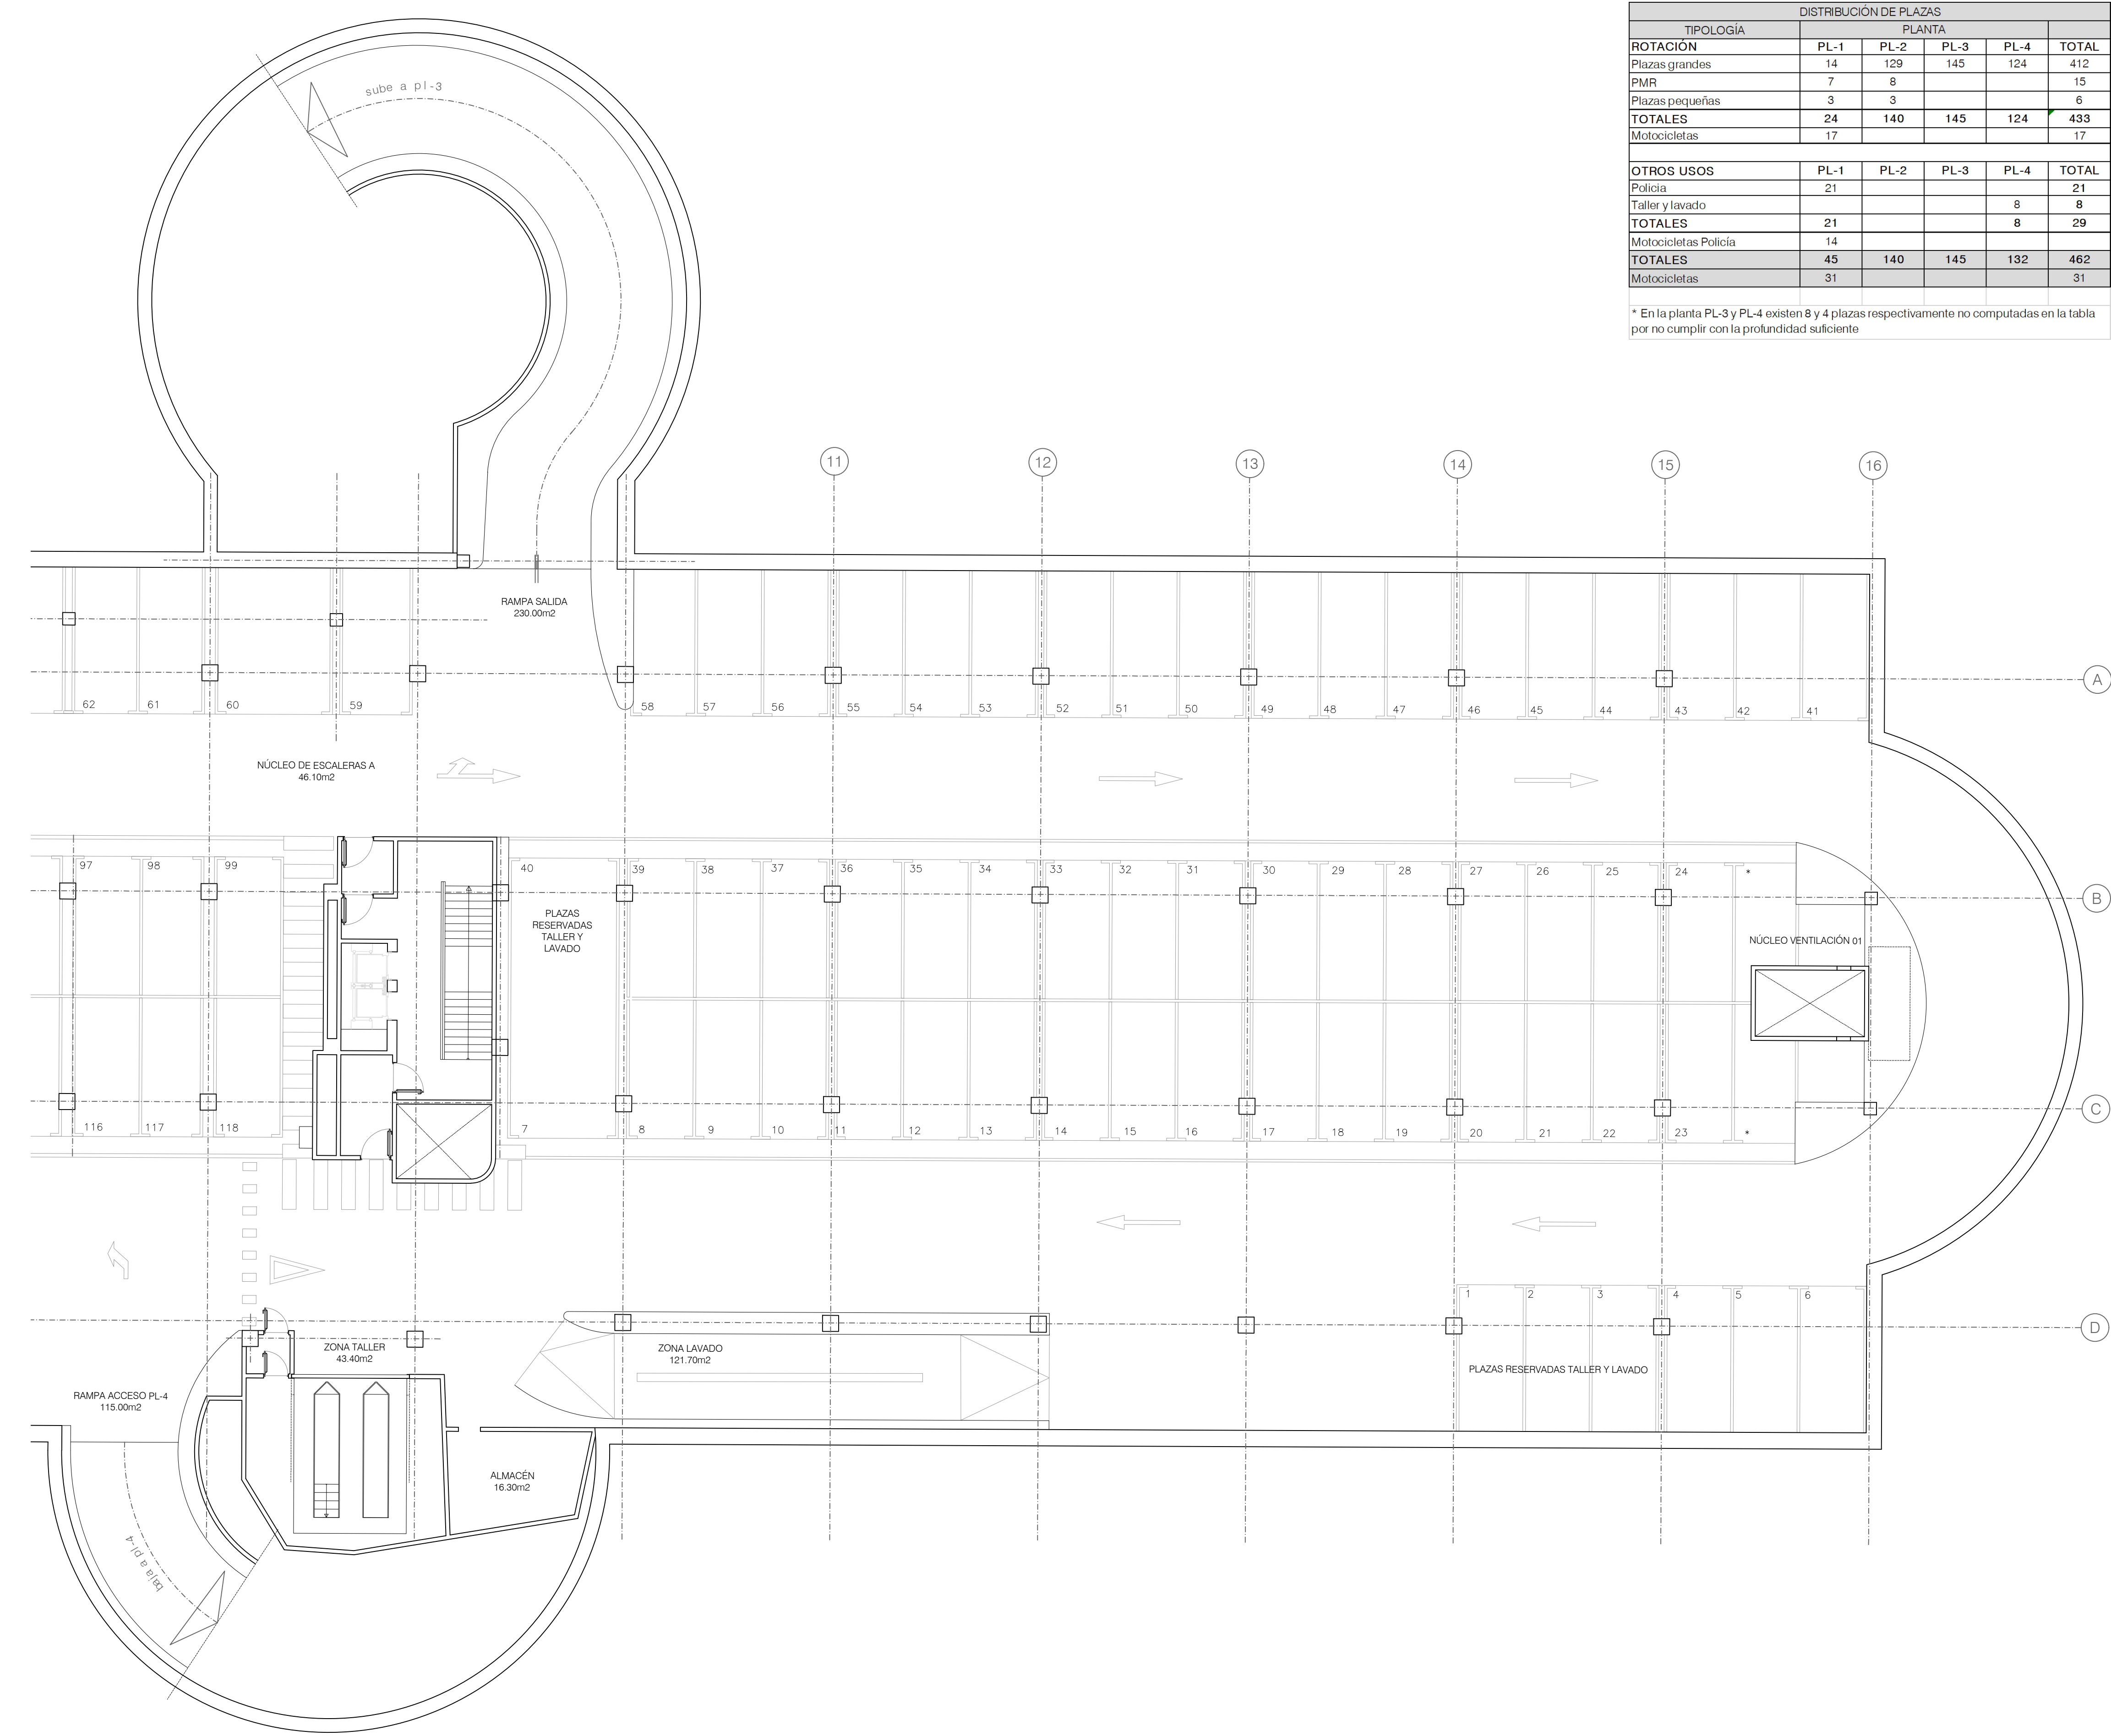 DISTRIBUCIÓN DE PLAZAS
TIPOLOGÍA PLANTA
ROTACIÓN PL-1 PL-2 PL-3 PL-4 TOTAL
Plazas grandes 14 129 145 124 412
PMR 7 8 15
Plazas pequeñas 3 3 6
TOTALES 24 140 145 124 433
Motocicletas 17 17
OTROS USOS PL-1 PL-2 PL-3 PL-4 TOTAL
Policia 21 21
Taller y lavado 8 8
TOTALES 21 8 29
Motocicletas Policía 14
TOTALES 45 140 145 132 462
Motocicletas 31 31
* En la planta PL-3 y PL-4 existen 8 y 4 plazas respectivamente no computadas en la tabla
por no cumplir con la profundidad suficiente
sube a pl-3
11 12 13 14 15 16
RAMPA SALIDA
230.00m2
A
62 61 60 59 58 57 56 55 54 53 52 51 50 49 48 47 46 45 44 43 42 41
NÚCLEO DE ESCALERAS A
46.10m2
97 98 99 40 39 38 37 36 35 34 33 32 31 30 29 28 27 26 25 24 *
B
PLAZAS
RESERVADAS
TALLER Y
LAVADO
NÚCLEO VENTILACIÓN 01
C
116 117 118 7 8 9 10 11 12 13 14 15 16 17 18 19 20 21 22 23 *
1 2 3 4 5 6
D
ZONA TALLER
43.40m2
ZONA LAVADO
121.70m2
PLAZAS RESERVADAS TALLER Y LAVADO
RAMPA ACCESO PL-4
115.00m2
ALMACÉN
16.30m2
baja a pl-4